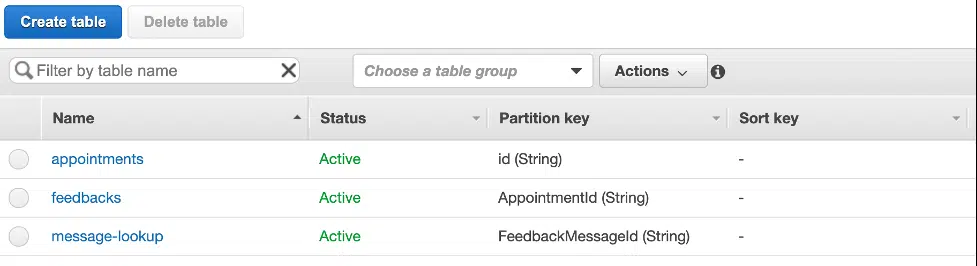 Create table Delete table
Filter by table name Choose a table group Actions
Name Status Partition key Sort key
appointments Active id (String) -
feedbacks Active AppointmentId (String) -
message-lookup Active FeedbackMessageId (String) -